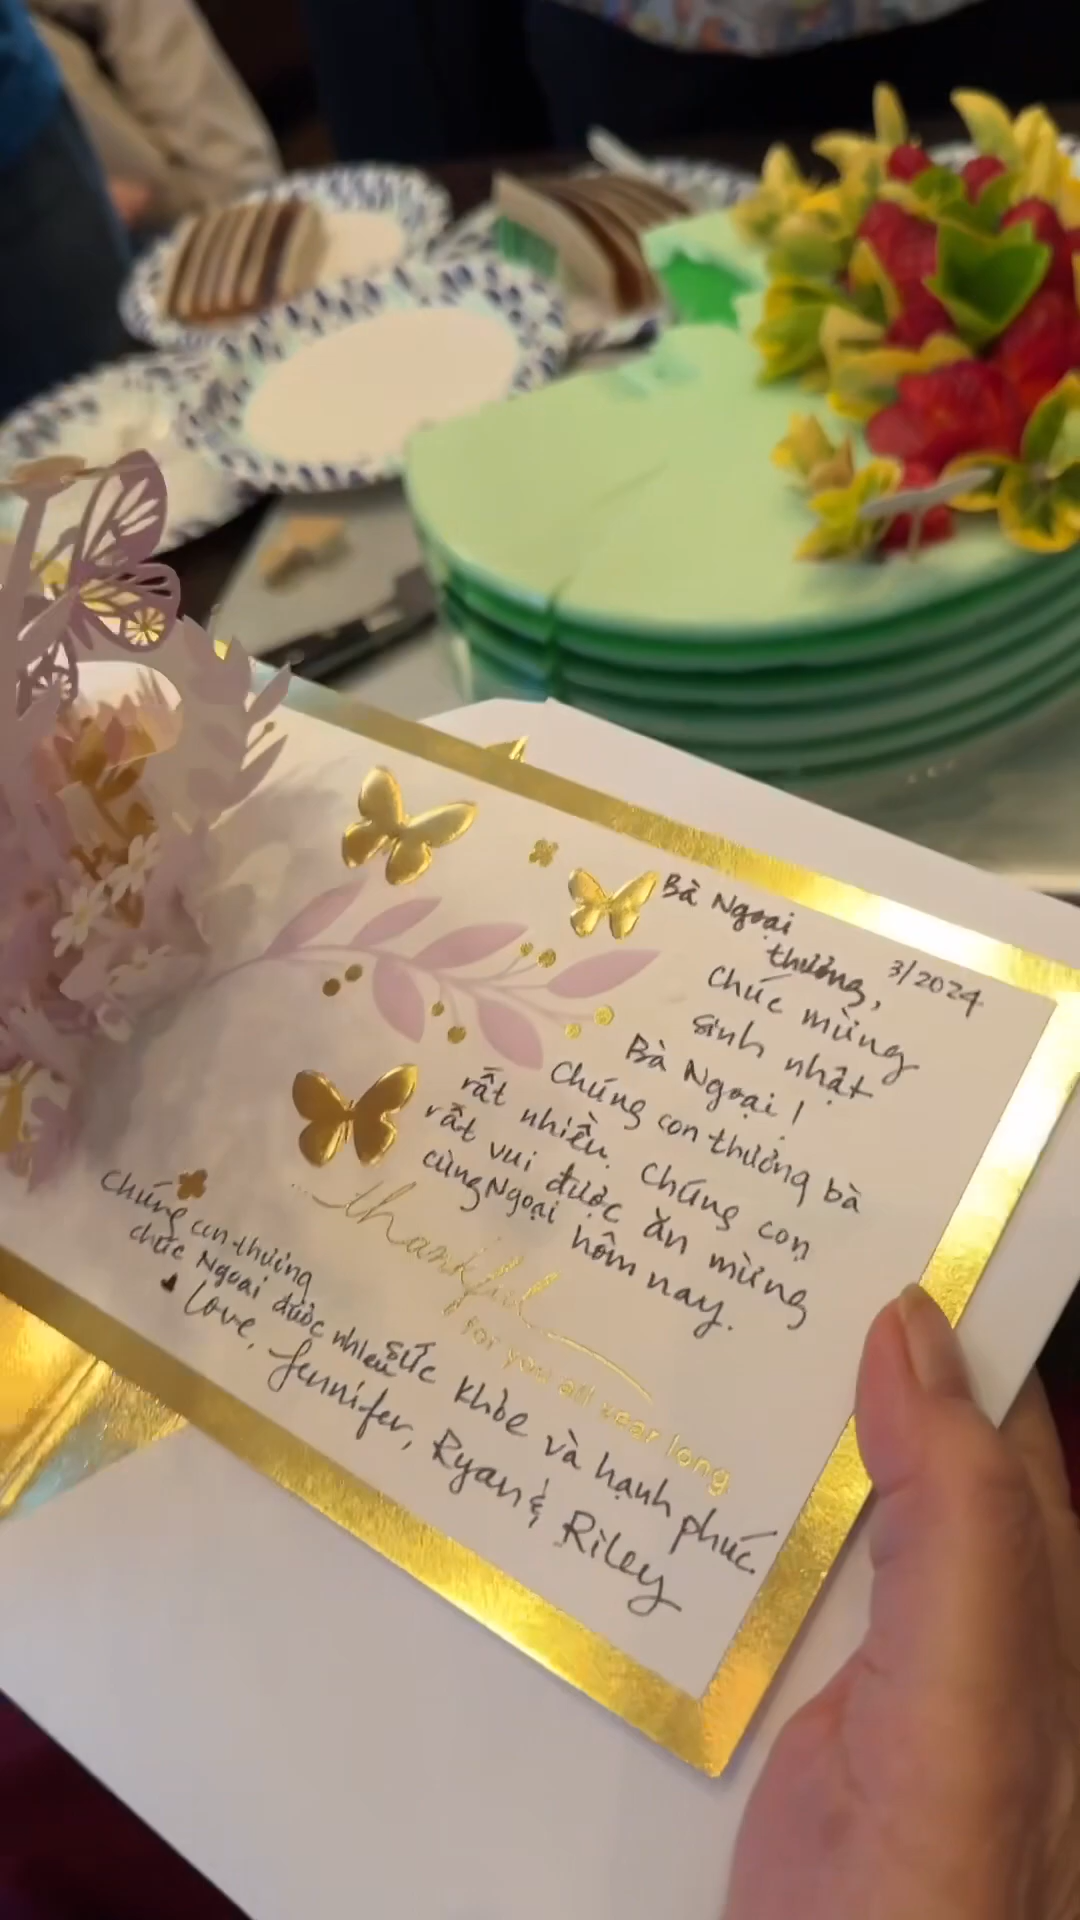 3/2024
Bà Ngoại
thương,
Chúc mừng
sinh nhật
Bà Ngoại!
Chúng con thương bà
rất nhiều. Chúng con
rất vui được ăn mừng
cùng Ngoại hôm nay.
...thankful
for you all year long
Chúng con thương
chúc Ngoại được nhiều sức khỏe và hạnh phúc.
Love,
Jennifer, Ryan & Riley